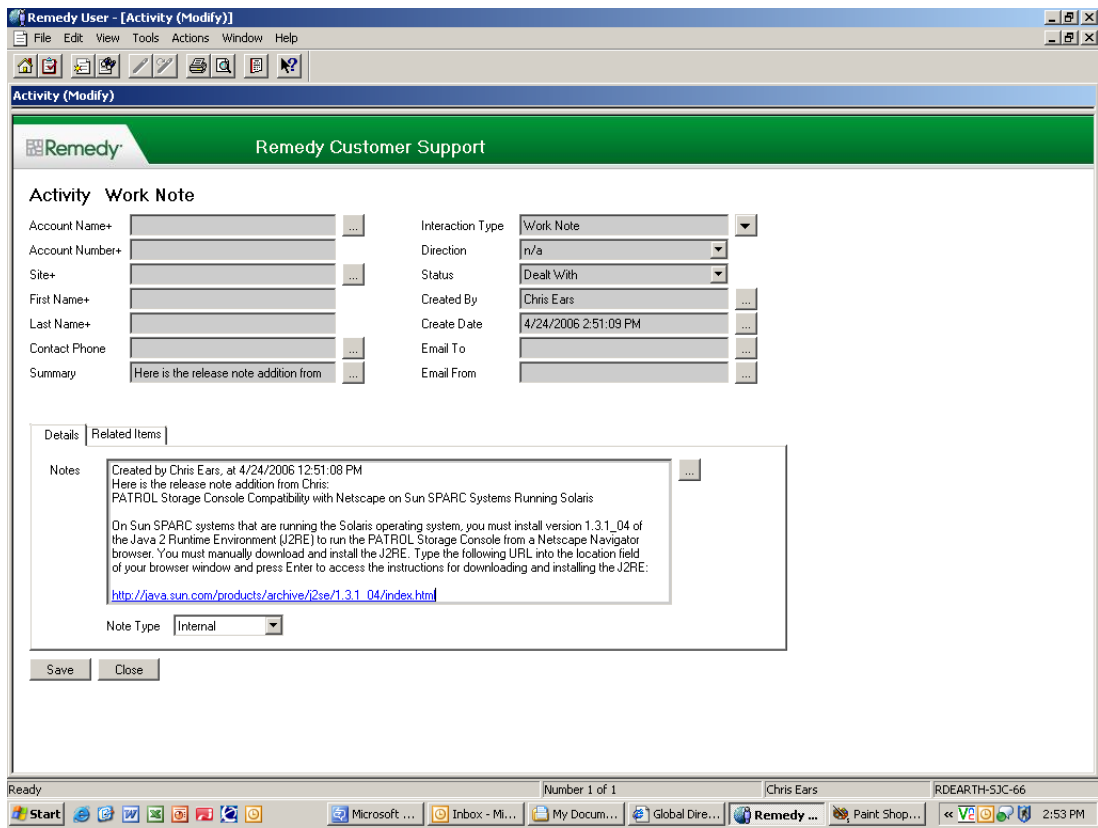 Remedy User - [Activity (Modify)]
File Edit View Tools Actions Window Help
Activity (Modify)
Remedy Remedy Customer Support
Activity Work Note
Account Name+ ... Interaction Type Work Note
Account Number+ Direction n/a
Site+ ... Status Dealt With
First Name+ Created By Chris Ears ...
Last Name+ Create Date 4/24/2006 2:51:09 PM ...
Contact Phone ... Email To ...
Summary Here is the release note addition from ... Email From ...
Details Related Items
Notes Created by Chris Ears, at 4/24/2006 12:51:08 PM ...
Here is the release note addition from Chris:
PATROL Storage Console Compatibility with Netscape on Sun SPARC Systems Running Solaris
On Sun SPARC systems that are running the Solaris operating system, you must install version 1.3.1_04 of
the Java 2 Runtime Environment (J2RE) to run the PATROL Storage Console from a Netscape Navigator
browser. You must manually download and install the J2RE. Type the following URL into the location field
of your browser window and press Enter to access the instructions for downloading and installing the J2RE:
http://java.sun.com/products/archive/j2se/1.3.1_04/index.html
Note Type Internal
Save Close
Ready Number 1 of 1 Chris Ears RDEARTH-SJC-66
Start Microsoft ... Inbox - Mi... My Docum... Global Dire... Remedy ... Paint Shop... « 2:53 PM